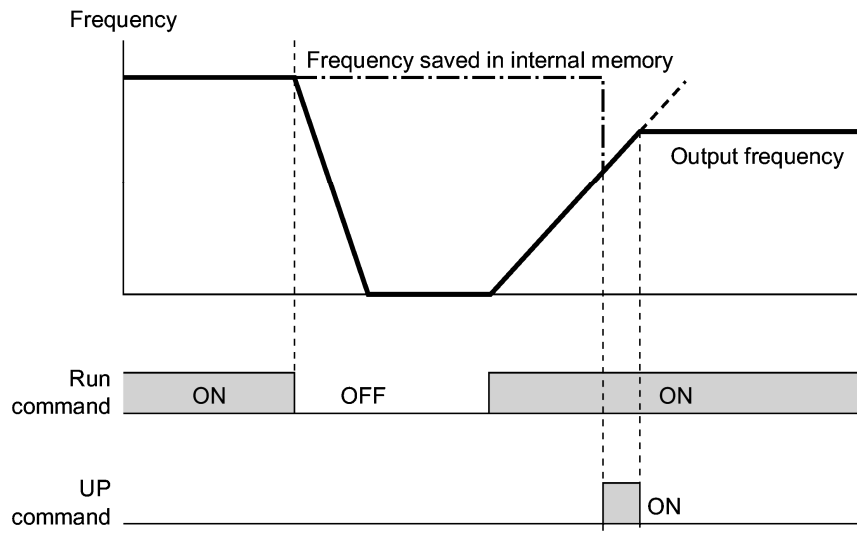 Frequency
Frequency saved in internal memory
Output frequency
Run
command
ON
OFF
ON
UP
command
ON